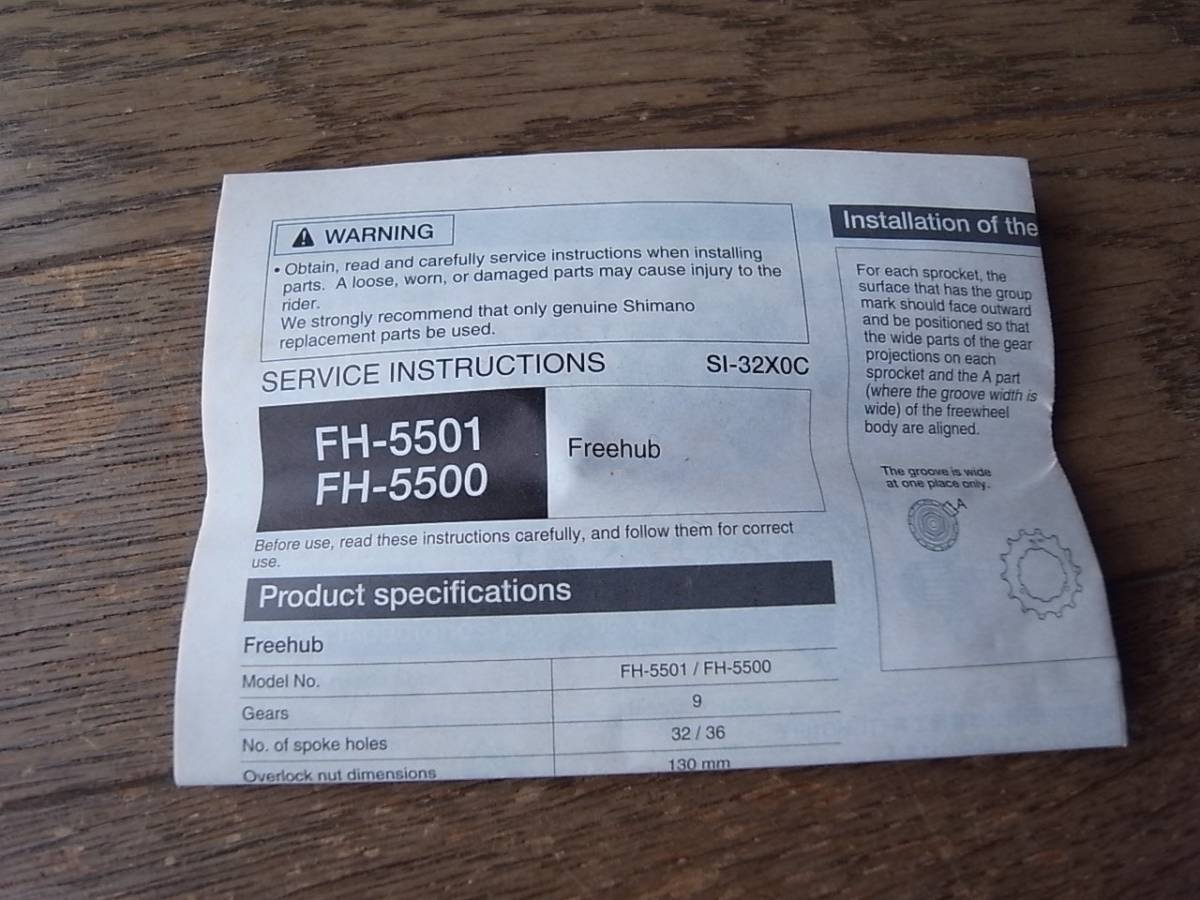 WARNING
• Obtain, read and carefully service instructions when installing
parts. A loose, worn, or damaged parts may cause injury to the
rider.
We strongly recommend that only genuine Shimano
replacement parts be used.
SERVICE INSTRUCTIONS SI-32X0C
FH-5501
FH-5500
Freehub
Before use, read these instructions carefully, and follow them for correct
use.
Product specifications
Freehub
Model No. FH-5501 / FH-5500
Gears 9
No. of spoke holes 32 / 36
Overlock nut dimensions 130 mm
Installation of the
For each sprocket, the
surface that has the group
mark should face outward
and be positioned so that
the wide parts of the gear
projections on each
sprocket and the A part
(where the groove width is
wide) of the freewheel
body are aligned.
The groove is wide
at one place only.
A